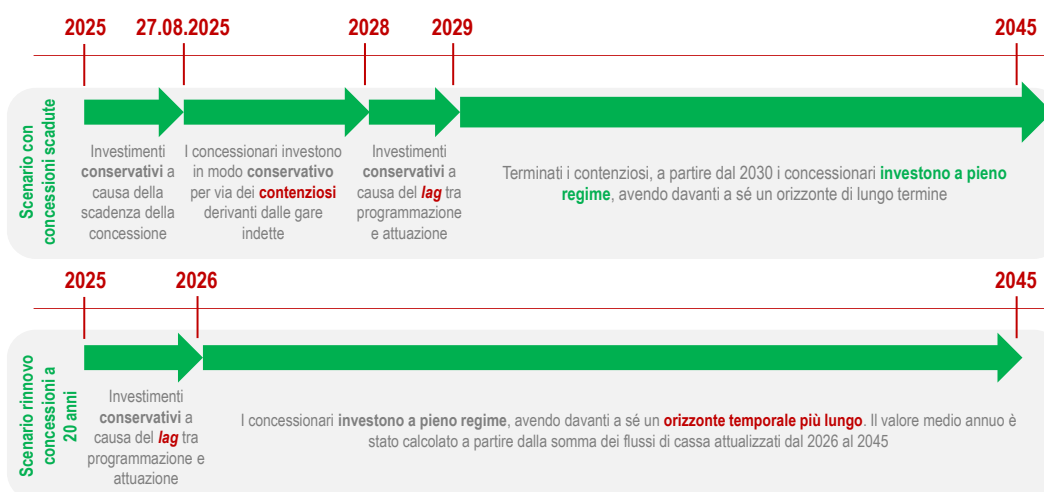 2025 27.08.2025 2028 2029 2045
Scenario con
concessioni scadute
Investimenti
conservativi a
causa della
scadenza della
concessione
I concessionari investono
in modo conservativo
per via dei contenziosi
derivanti dalle gare
indette
Investimenti
conservativi a
causa del lag tra
programmazione
e attuazione
Terminati i contenziosi, a partire dal 2030 i concessionari investono a pieno
regime, avendo davanti a sé un orizzonte di lungo termine
2025 2026 2045
Scenario rinnovo
concessioni a
20 anni
Investimenti
conservativi a
causa del lag tra
programmazione e
attuazione
I concessionari investono a pieno regime, avendo davanti a sé un orizzonte temporale più lungo. Il valore medio annuo è
stato calcolato a partire dalla somma dei flussi di cassa attualizzati dal 2026 al 2045